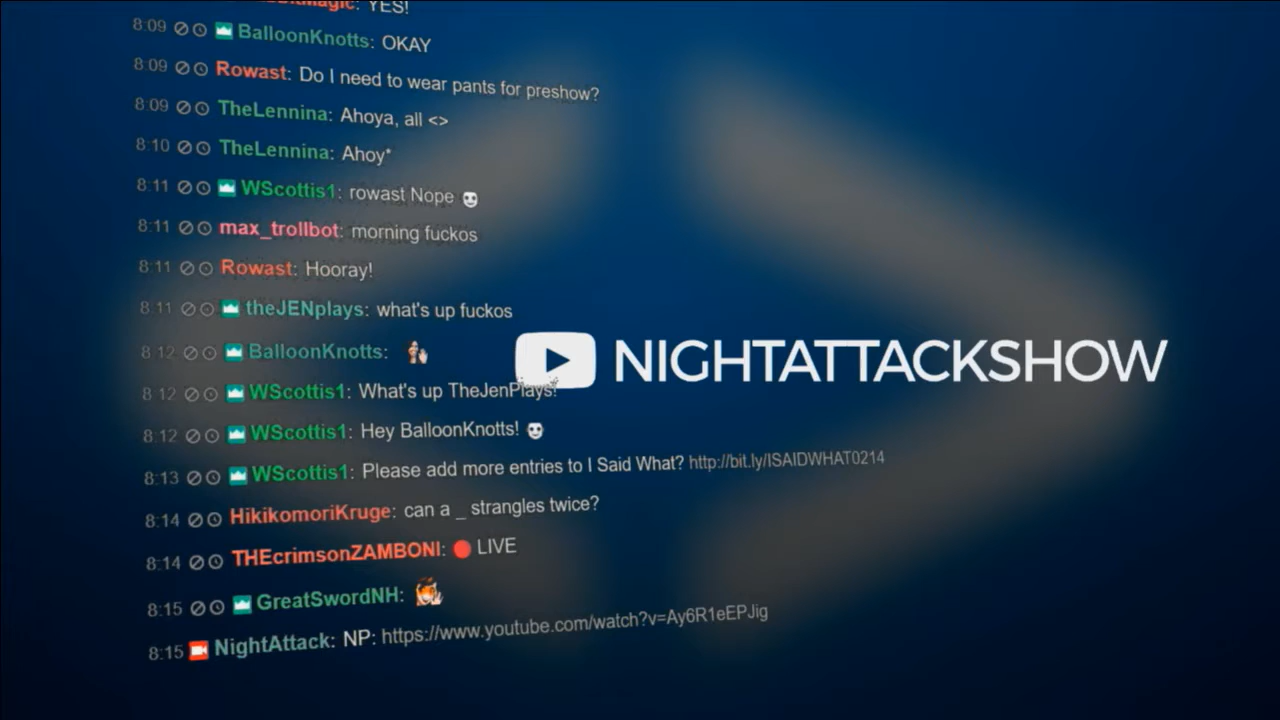 YES!
8:09 BalloonKnotts: OKAY
8:09 Rowast: Do I need to wear pants for preshow?
8:09 TheLennina: Ahoya, all <>
8:10 TheLennina: Ahoy*
8:11 WScottis1: rowast Nope
8:11 max_trollbot: morning fuckos
8:11 Rowast: Hooray!
8:11 theJENplays: what's up fuckos
8:12 BalloonKnotts:
NIGHTATTACKSHOW
8:12 WScottis1: What's up TheJenPlays!
8:12 WScottis1: Hey BalloonKnotts!
8:13 WScottis1: Please add more entries to I Said What? http://bit.ly/ISAIDWHAT0214
8:14 HikikomoriKruge: can a _ strangles twice?
8:14 THEcrimsonZAMBONI: LIVE
8:15 GreatSwordNH:
8:15 NightAttack: NP: https://www.youtube.com/watch?v=Ay6R1eEPJig